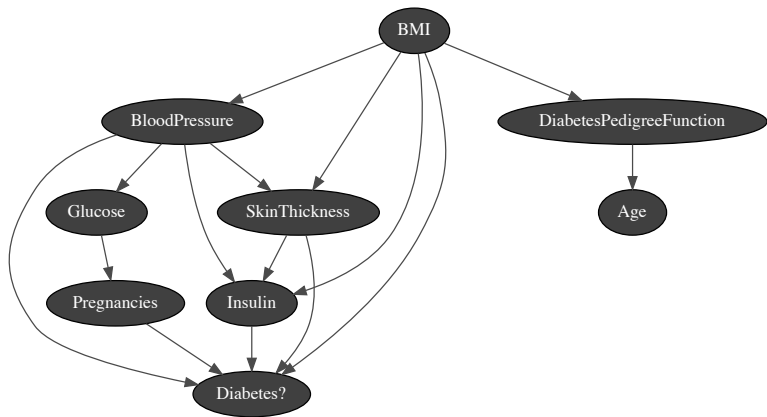 BMI
BloodPressure
DiabetesPedigreeFunction
Glucose
SkinThickness
Age
Pregnancies
Insulin
Diabetes?